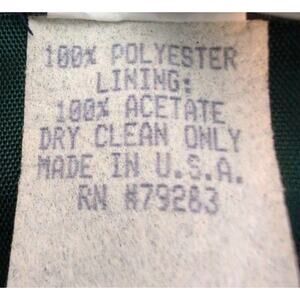 100% POLYESTER
LINING:
100% ACETATE
DRY CLEAN ONLY
MADE IN U.S.A.
RN #79283